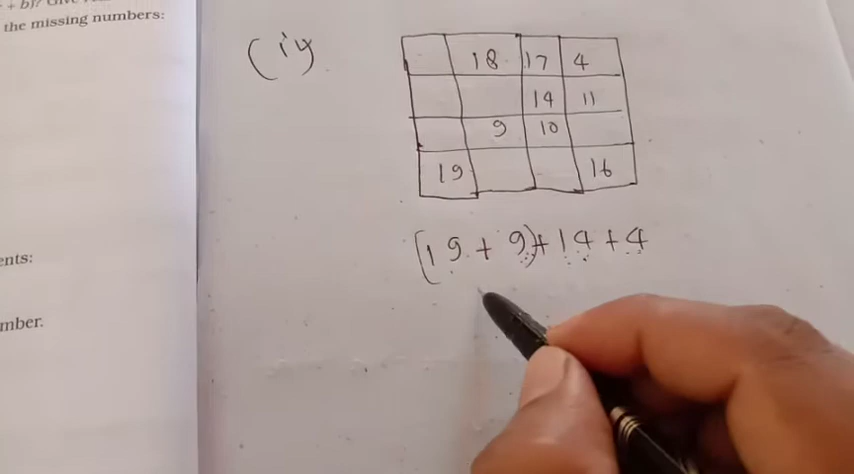 + b)? Give
the missing numbers:
(iv)
18 17 4
14 11
9 10
19 16
(19 + 9) + 14 + 4
ents:
mber.